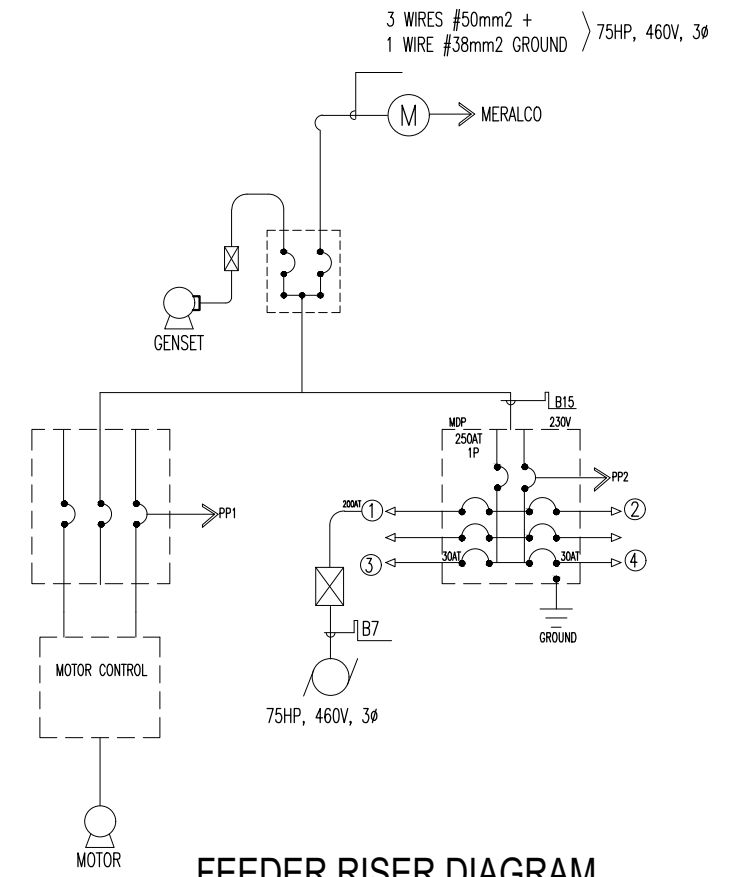 3 WIRES #50mm2 +
1 WIRE #38mm2 GROUND
75HP, 460V, 3ø
M
MERALCO
GENSET
B15
MDP
230V
250AT
1P
PP2
PP1
200AT
1
2
3
30AT
30AT
4
GROUND
B7
MOTOR CONTROL
75HP, 460V, 3ø
MOTOR
FEEDER RISER DIAGRAM